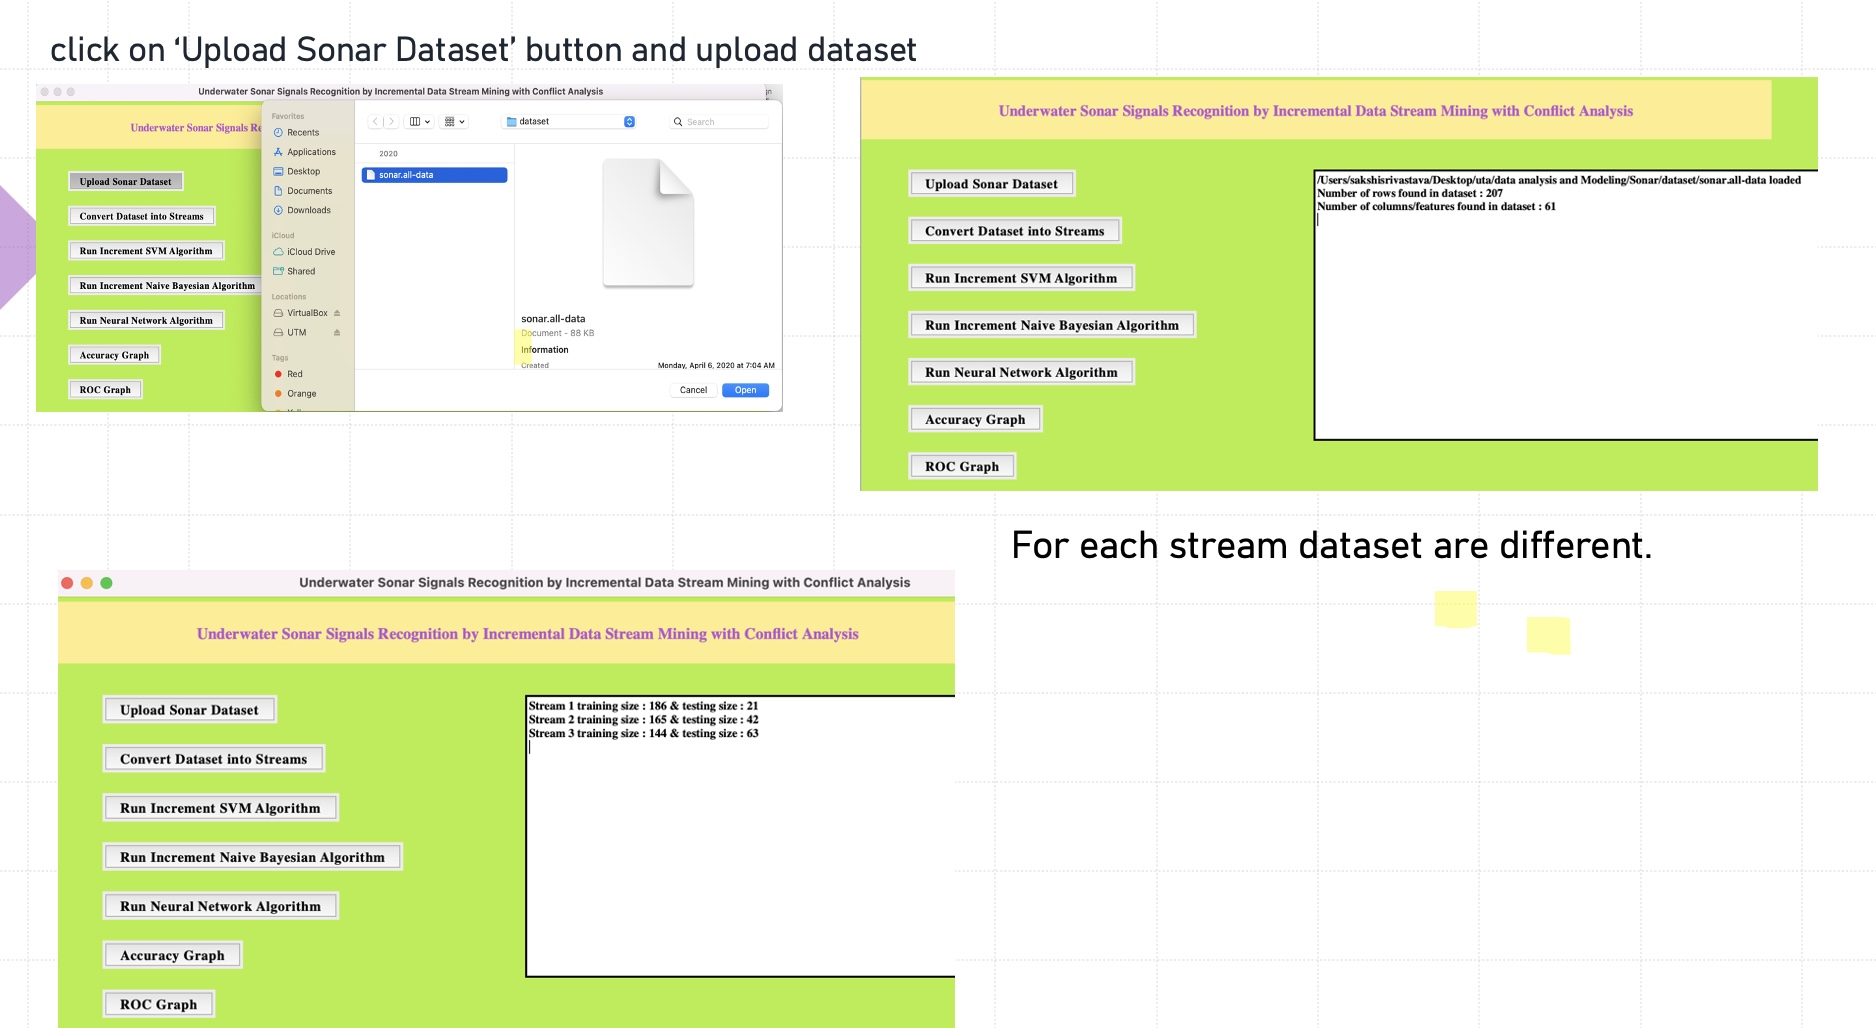 click on ‘Upload Sonar Dataset’ button and upload dataset
Underwater Sonar Signals Recognition by Incremental Data Stream Mining with Conflict Analysis
Underwater Sonar Signals Re
Upload Sonar Dataset
Convert Dataset into Streams
Run Increment SVM Algorithm
Run Increment Naive Bayesian Algorithm
Run Neural Network Algorithm
Accuracy Graph
ROC Graph
Favorites
Recents
Applications
Desktop
Documents
Downloads
iCloud
iCloud Drive
Shared
Locations
VirtualBox
UTM
Tags
Red
Orange
dataset
Search
2020
sonar.all-data
sonar.all-data
Document - 88 KB
Information
Created Monday, April 6, 2020 at 7:04 AM
Cancel Open
Underwater Sonar Signals Recognition by Incremental Data Stream Mining with Conflict Analysis
Upload Sonar Dataset
Convert Dataset into Streams
Run Increment SVM Algorithm
Run Increment Naive Bayesian Algorithm
Run Neural Network Algorithm
Accuracy Graph
ROC Graph
/Users/sakshisrivastava/Desktop/uta/data analysis and Modeling/Sonar/dataset/sonar.all-data loaded
Number of rows found in dataset : 207
Number of columns/features found in dataset : 61
For each stream dataset are different.
Underwater Sonar Signals Recognition by Incremental Data Stream Mining with Conflict Analysis
Underwater Sonar Signals Recognition by Incremental Data Stream Mining with Conflict Analysis
Upload Sonar Dataset
Convert Dataset into Streams
Run Increment SVM Algorithm
Run Increment Naive Bayesian Algorithm
Run Neural Network Algorithm
Accuracy Graph
ROC Graph
Stream 1 training size : 186 & testing size : 21
Stream 2 training size : 165 & testing size : 42
Stream 3 training size : 144 & testing size : 63